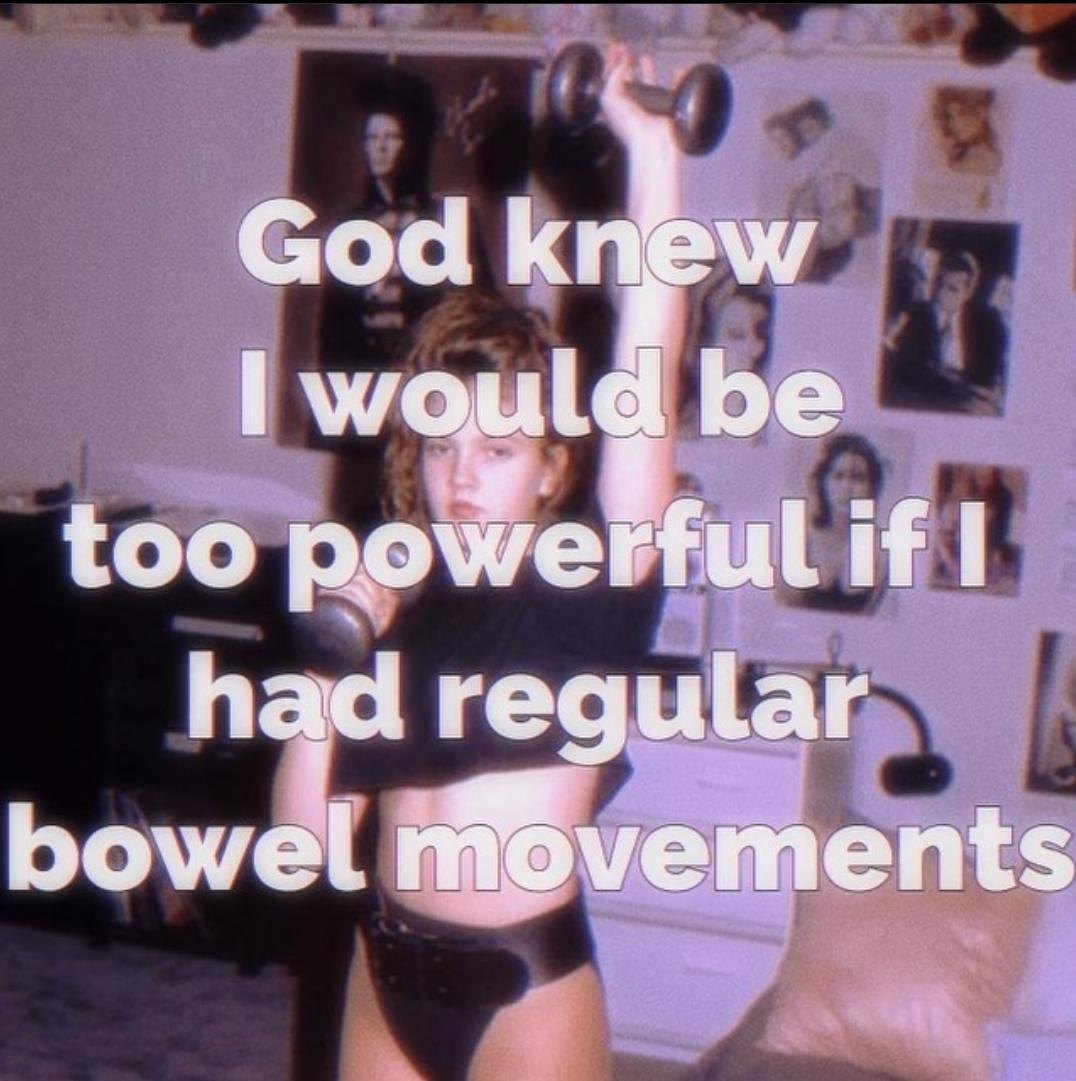 God knew
I would be
too powerful if I
had regular
bowel movements